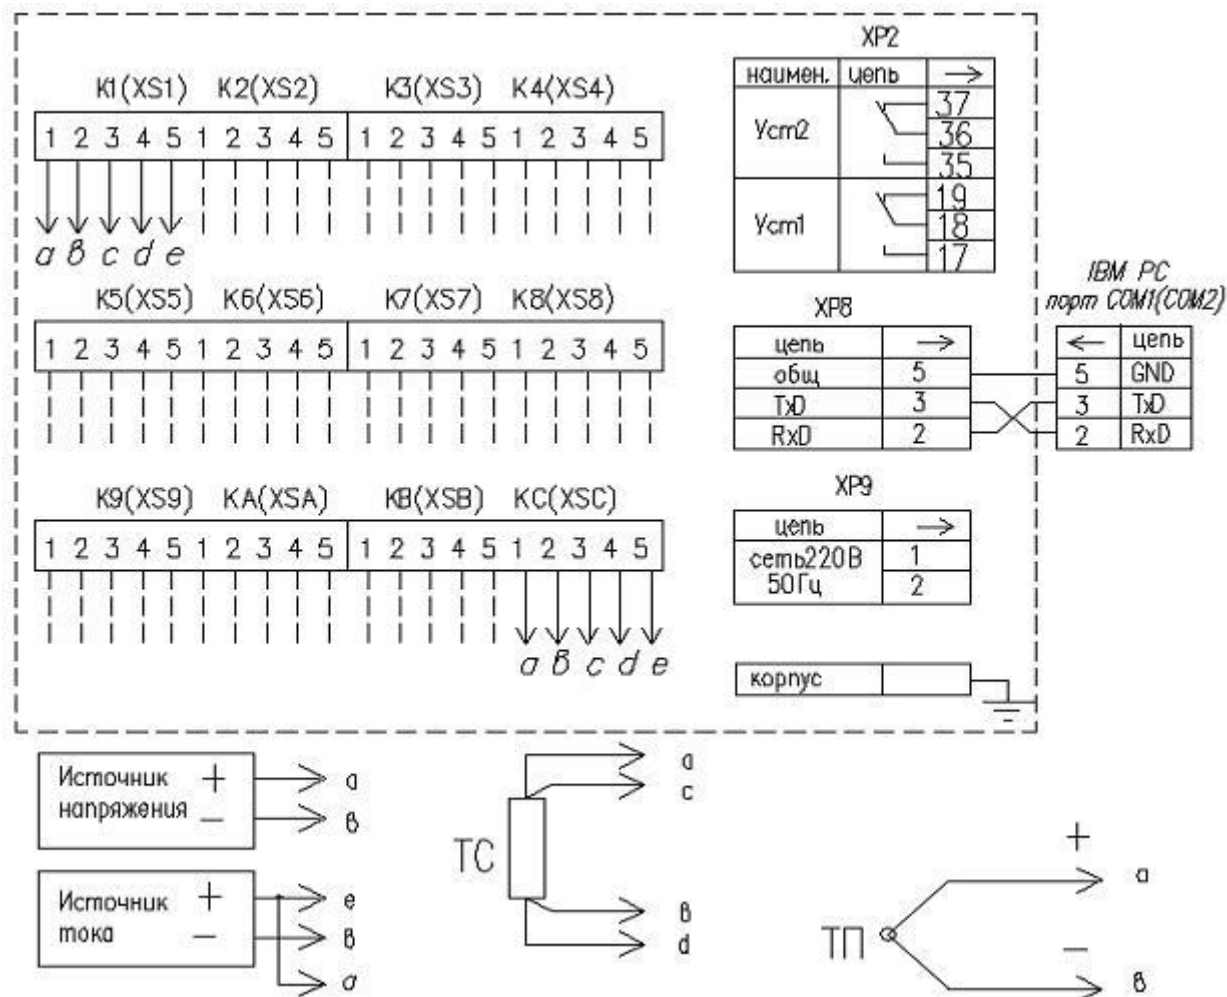 K1(XS1) K2(XS2) K3(XS3) K4(XS4)
1 2 3 4 5 1 2 3 4 5 1 2 3 4 5 1 2 3 4 5
а в с d е
K5(XS5) K6(XS6) K7(XS7) K8(XS8)
1 2 3 4 5 1 2 3 4 5 1 2 3 4 5 1 2 3 4 5
K9(XS9) KA(XSA) KB(XSB) KC(XSC)
1 2 3 4 5 1 2 3 4 5 1 2 3 4 5 1 2 3 4 5
а в с d е
XP2
наимен. цепь →
Уст2
37
36
35
Уст1
19
18
17
XP8
цепь →
общ 5
TxD 3
RxD 2
IBM PC
порт COM1(COM2)
← цепь
5 GND
3 TxD
2 RxD
XP9
цепь →
сеть220В 1
50Гц 2
корпус
Источник + а
напряжения – в
Источник + е
тока – в
а
ТС
а
с
в
d
ТП
+
а
–
в